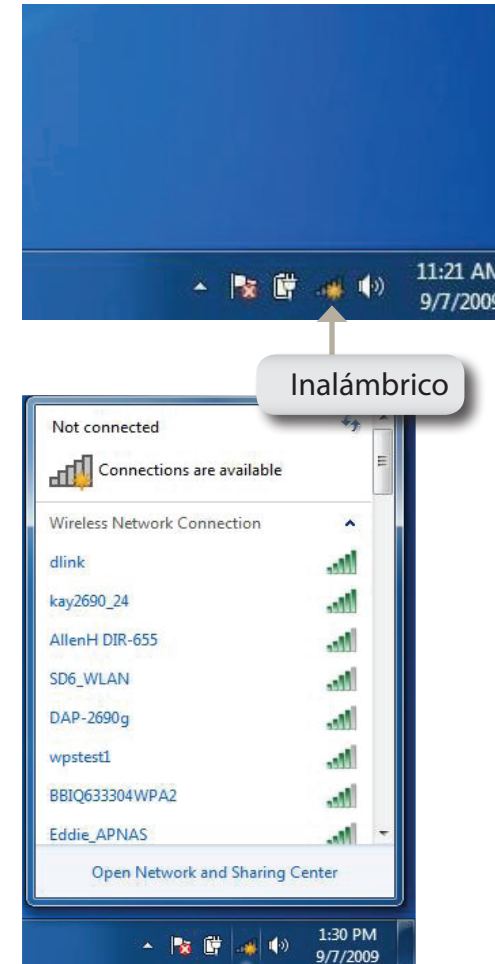 11:21 AM
9/7/2009
Inalámbrico
Not connected
Connections are available
Wireless Network Connection
dlink
kay2690_24
AllenH DIR-655
SD6_WLAN
DAP-2690g
wpstest1
BBIQ633304WPA2
Eddie_APNAS
Open Network and Sharing Center
1:30 PM
9/7/2009